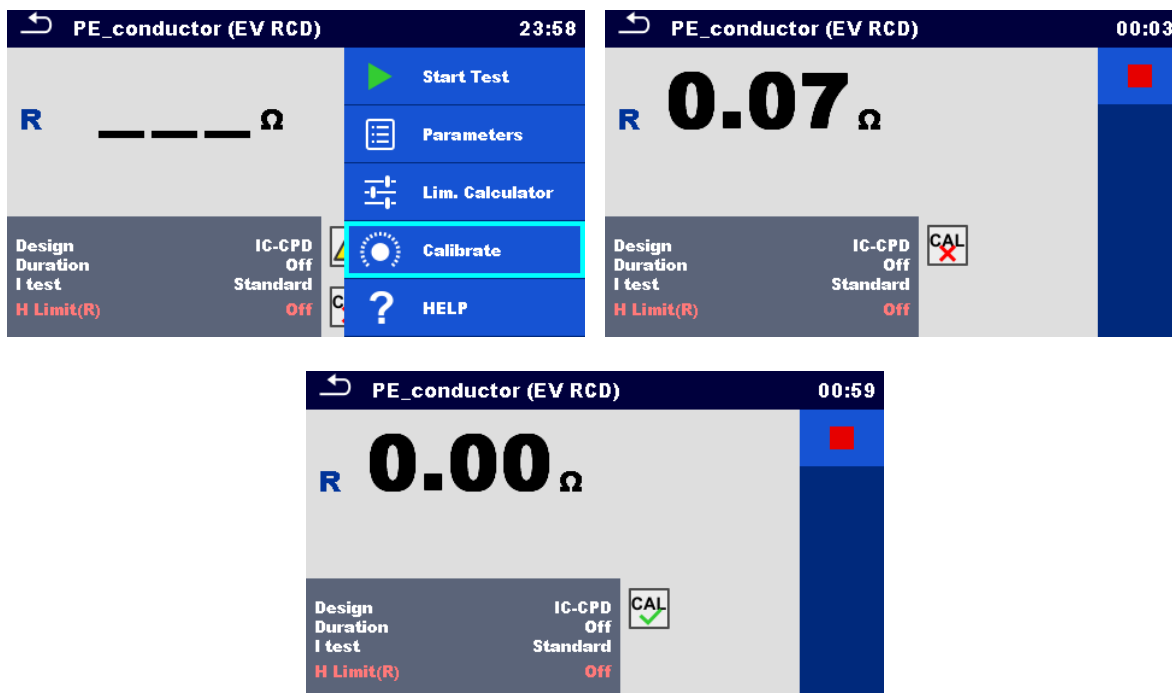 PE_conductor (EV RCD) 23:58
R ___ Ω
Start Test
Parameters
Lim. Calculator
Calibrate
? HELP
Design IC-CPD
Duration Off
I test Standard
H Limit(R) Off
C
PE_conductor (EV RCD) 00:03
R 0.07 Ω
Design IC-CPD
Duration Off
I test Standard
H Limit(R) Off
CAL
PE_conductor (EV RCD) 00:59
R 0.00 Ω
Design IC-CPD
Duration Off
I test Standard
H Limit(R) Off
CAL